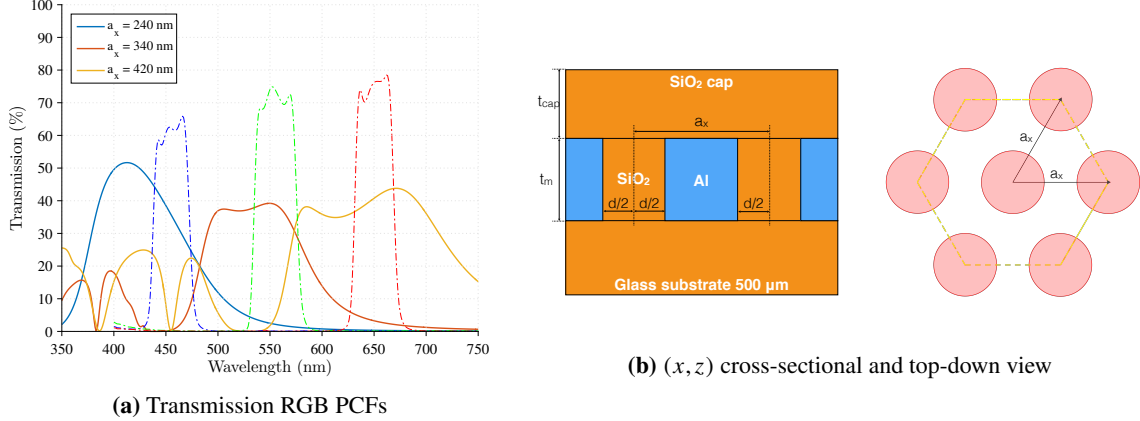 100
90
80
70
60
50
40
30
20
10
0
Transmission (%)
a_x = 240 nm
a_x = 340 nm
a_x = 420 nm
350 400 450 500 550 600 650 700 750
Wavelength (nm)
(a) Transmission RGB PCFs
SiO₂ cap
t_cap
a_x
t_m
SiO₂
Al
d/2 d/2 d/2
Glass substrate 500 µm
a_x
a_x
(b) (x, z) cross-sectional and top-down view